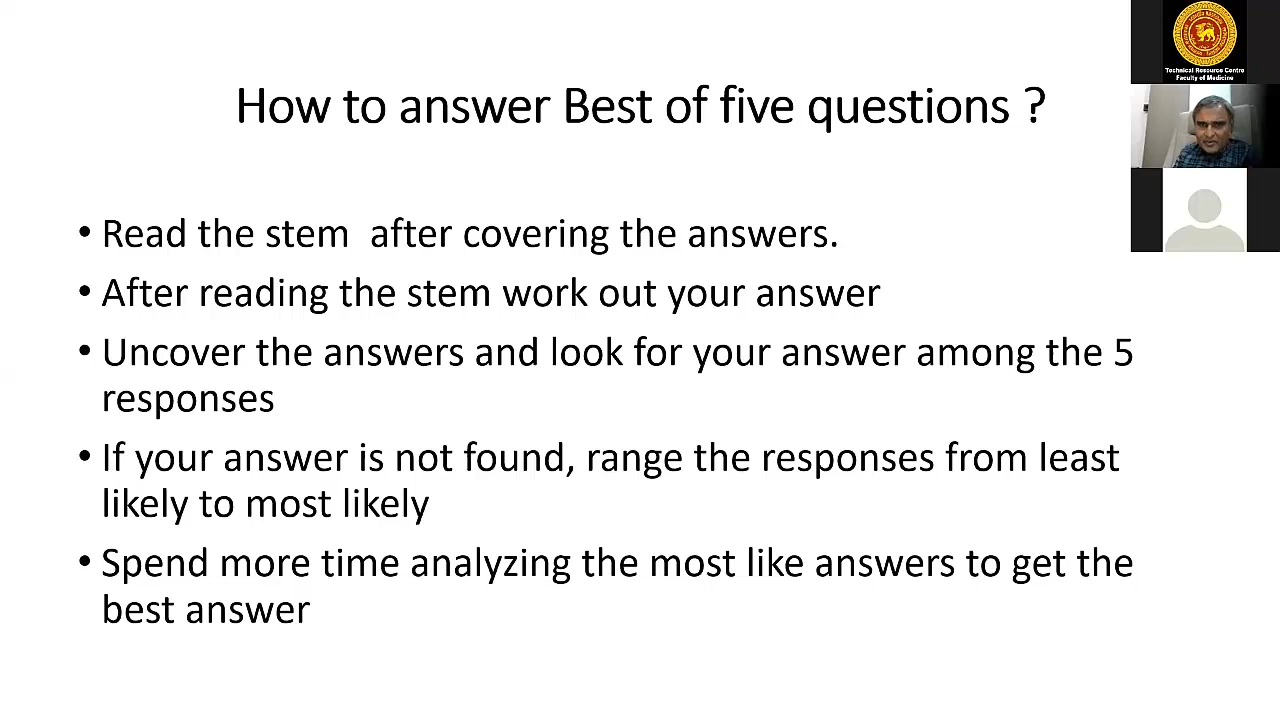 How to answer Best of five questions ?
• Read the stem  after covering the answers.
• After reading the stem work out your answer
• Uncover the answers and look for your answer among the 5
responses
• If your answer is not found, range the responses from least
likely to most likely
• Spend more time analyzing the most like answers to get the
best answer
Technical Resource Centre
Faculty of Medicine